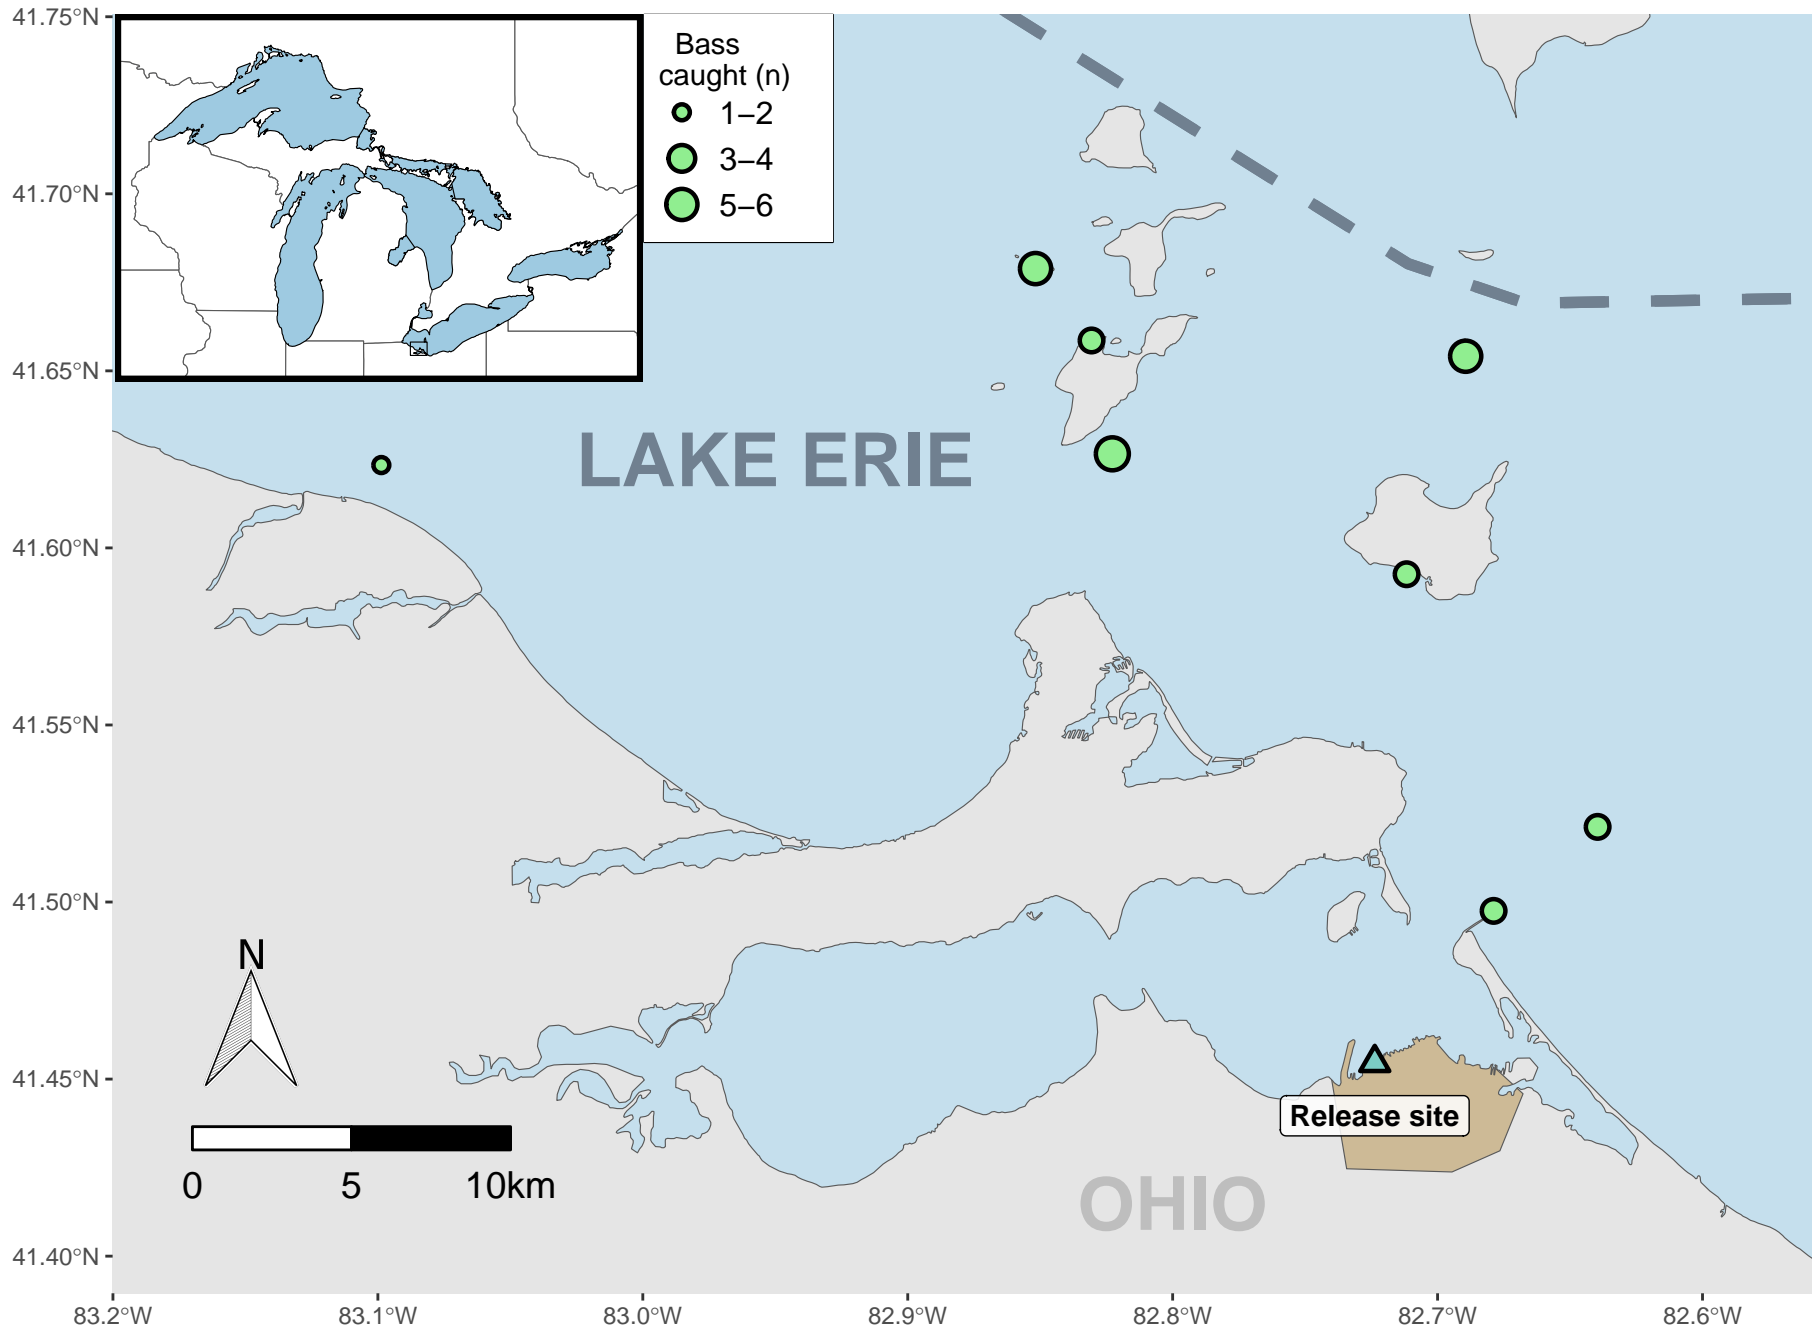 41.75°N
41.70°N
41.65°N
41.60°N
41.55°N
41.50°N
41.45°N
41.40°N
Bass
caught (n)
1–2
3–4
5–6
LAKE ERIE
N
0 5 10km
Release site
OHIO
83.2°W 83.1°W 83.0°W 82.9°W 82.8°W 82.7°W 82.6°W